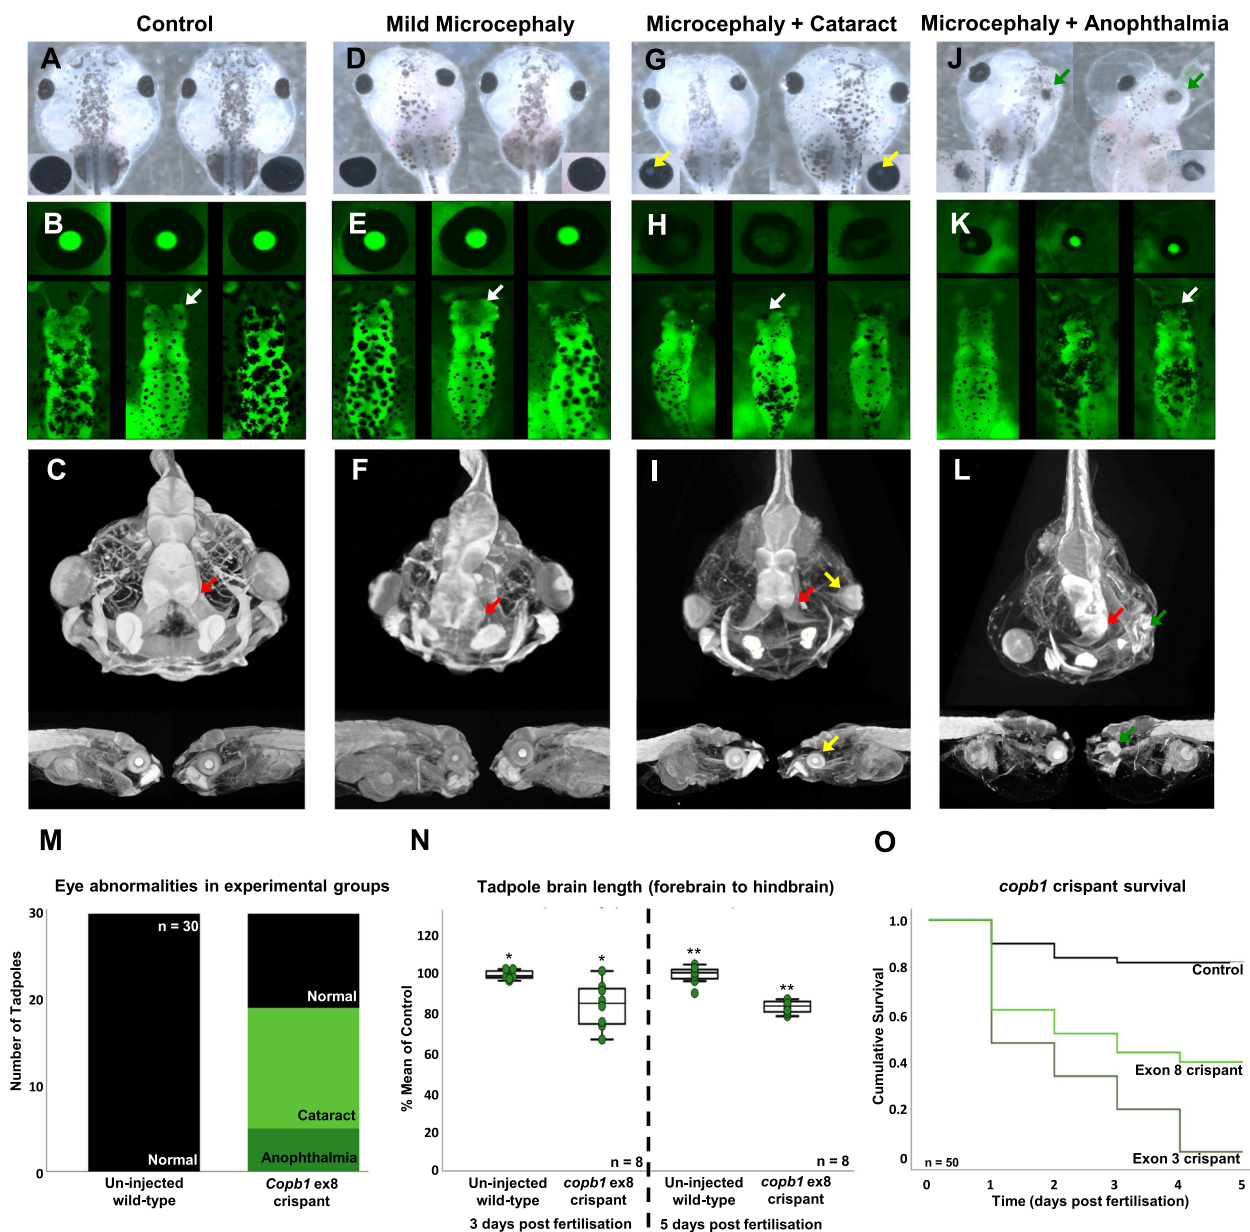 Control
Mild Microcephaly
Microcephaly + Cataract
Microcephaly + Anophthalmia
A
D
G
J
B
E
H
K
C
F
I
L
M
Eye abnormalities in experimental groups
Number of Tadpoles
30
20
10
0
n = 30
Normal
Normal
Cataract
Anophthalmia
Un-injected
wild-type
Copb1 ex8
crispant
N
Tadpole brain length (forebrain to hindbrain)
% Mean of Control
120
100
80
60
40
20
0
*
*
**
**
n = 8
n = 8
Un-injected
wild-type
copb1 ex8
crispant
Un-injected
wild-type
copb1 ex8
crispant
3 days post fertilisation
5 days post fertilisation
O
copb1 crispant survival
Cumulative Survival
1.0
0.8
0.6
0.4
0.2
0
Control
Exon 8 crispant
Exon 3 crispant
n = 50
0
1
2
3
4
5
Time (days post fertilisation)